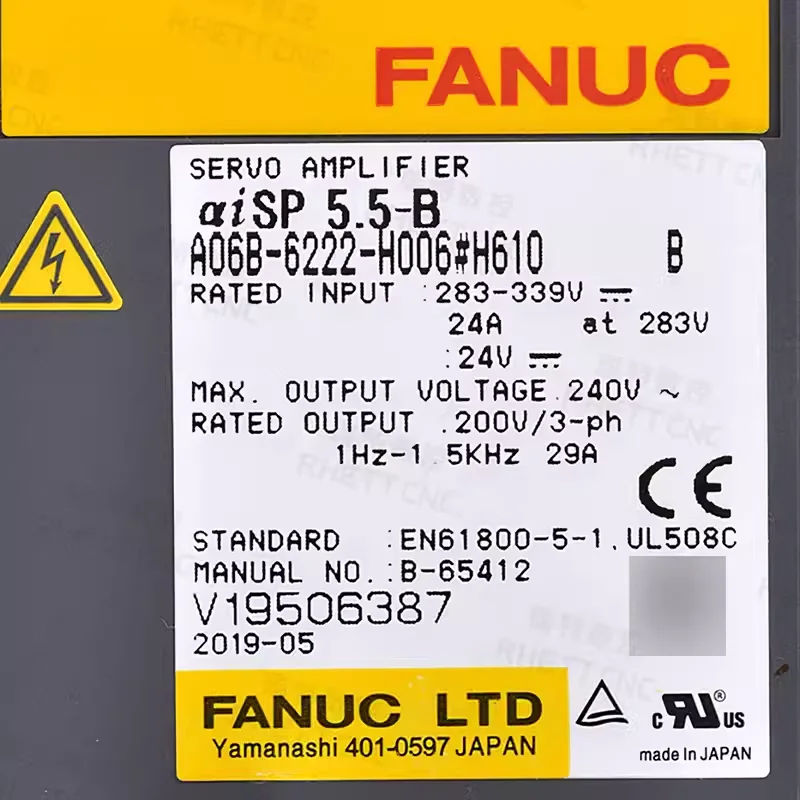 FANUC
SERVO AMPLIFIER
αiSP 5.5-B
A06B-6222-H006#H610 B
RATED INPUT :283-339V ⎓
24A at 283V
:24V ⎓
MAX. OUTPUT VOLTAGE.240V ~
RATED OUTPUT .200V/3-ph
1Hz-1.5KHz 29A
CE
STANDARD :EN61800-5-1.UL508C
MANUAL NO.:B-65412
V19506387
2019-05
FANUC LTD
Yamanashi 401-0597 JAPAN
c RU® US
made In JAPAN
RHETTCNC